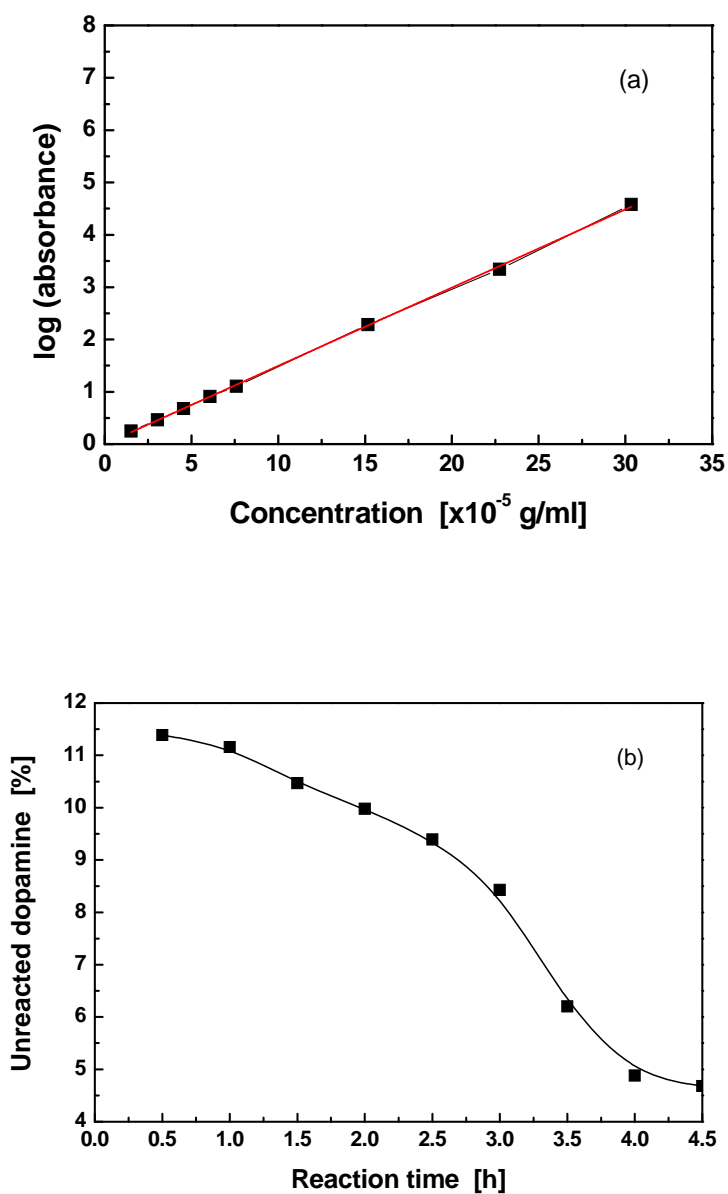 8
7
6
5
4
3
2
1
0
log (absorbance)
(a)
0 5 10 15 20 25 30 35
Concentration [x10⁻⁵ g/ml]
12
11
10
9
8
7
6
5
4
Unreacted dopamine [%]
(b)
0.0 0.5 1.0 1.5 2.0 2.5 3.0 3.5 4.0 4.5
Reaction time [h]